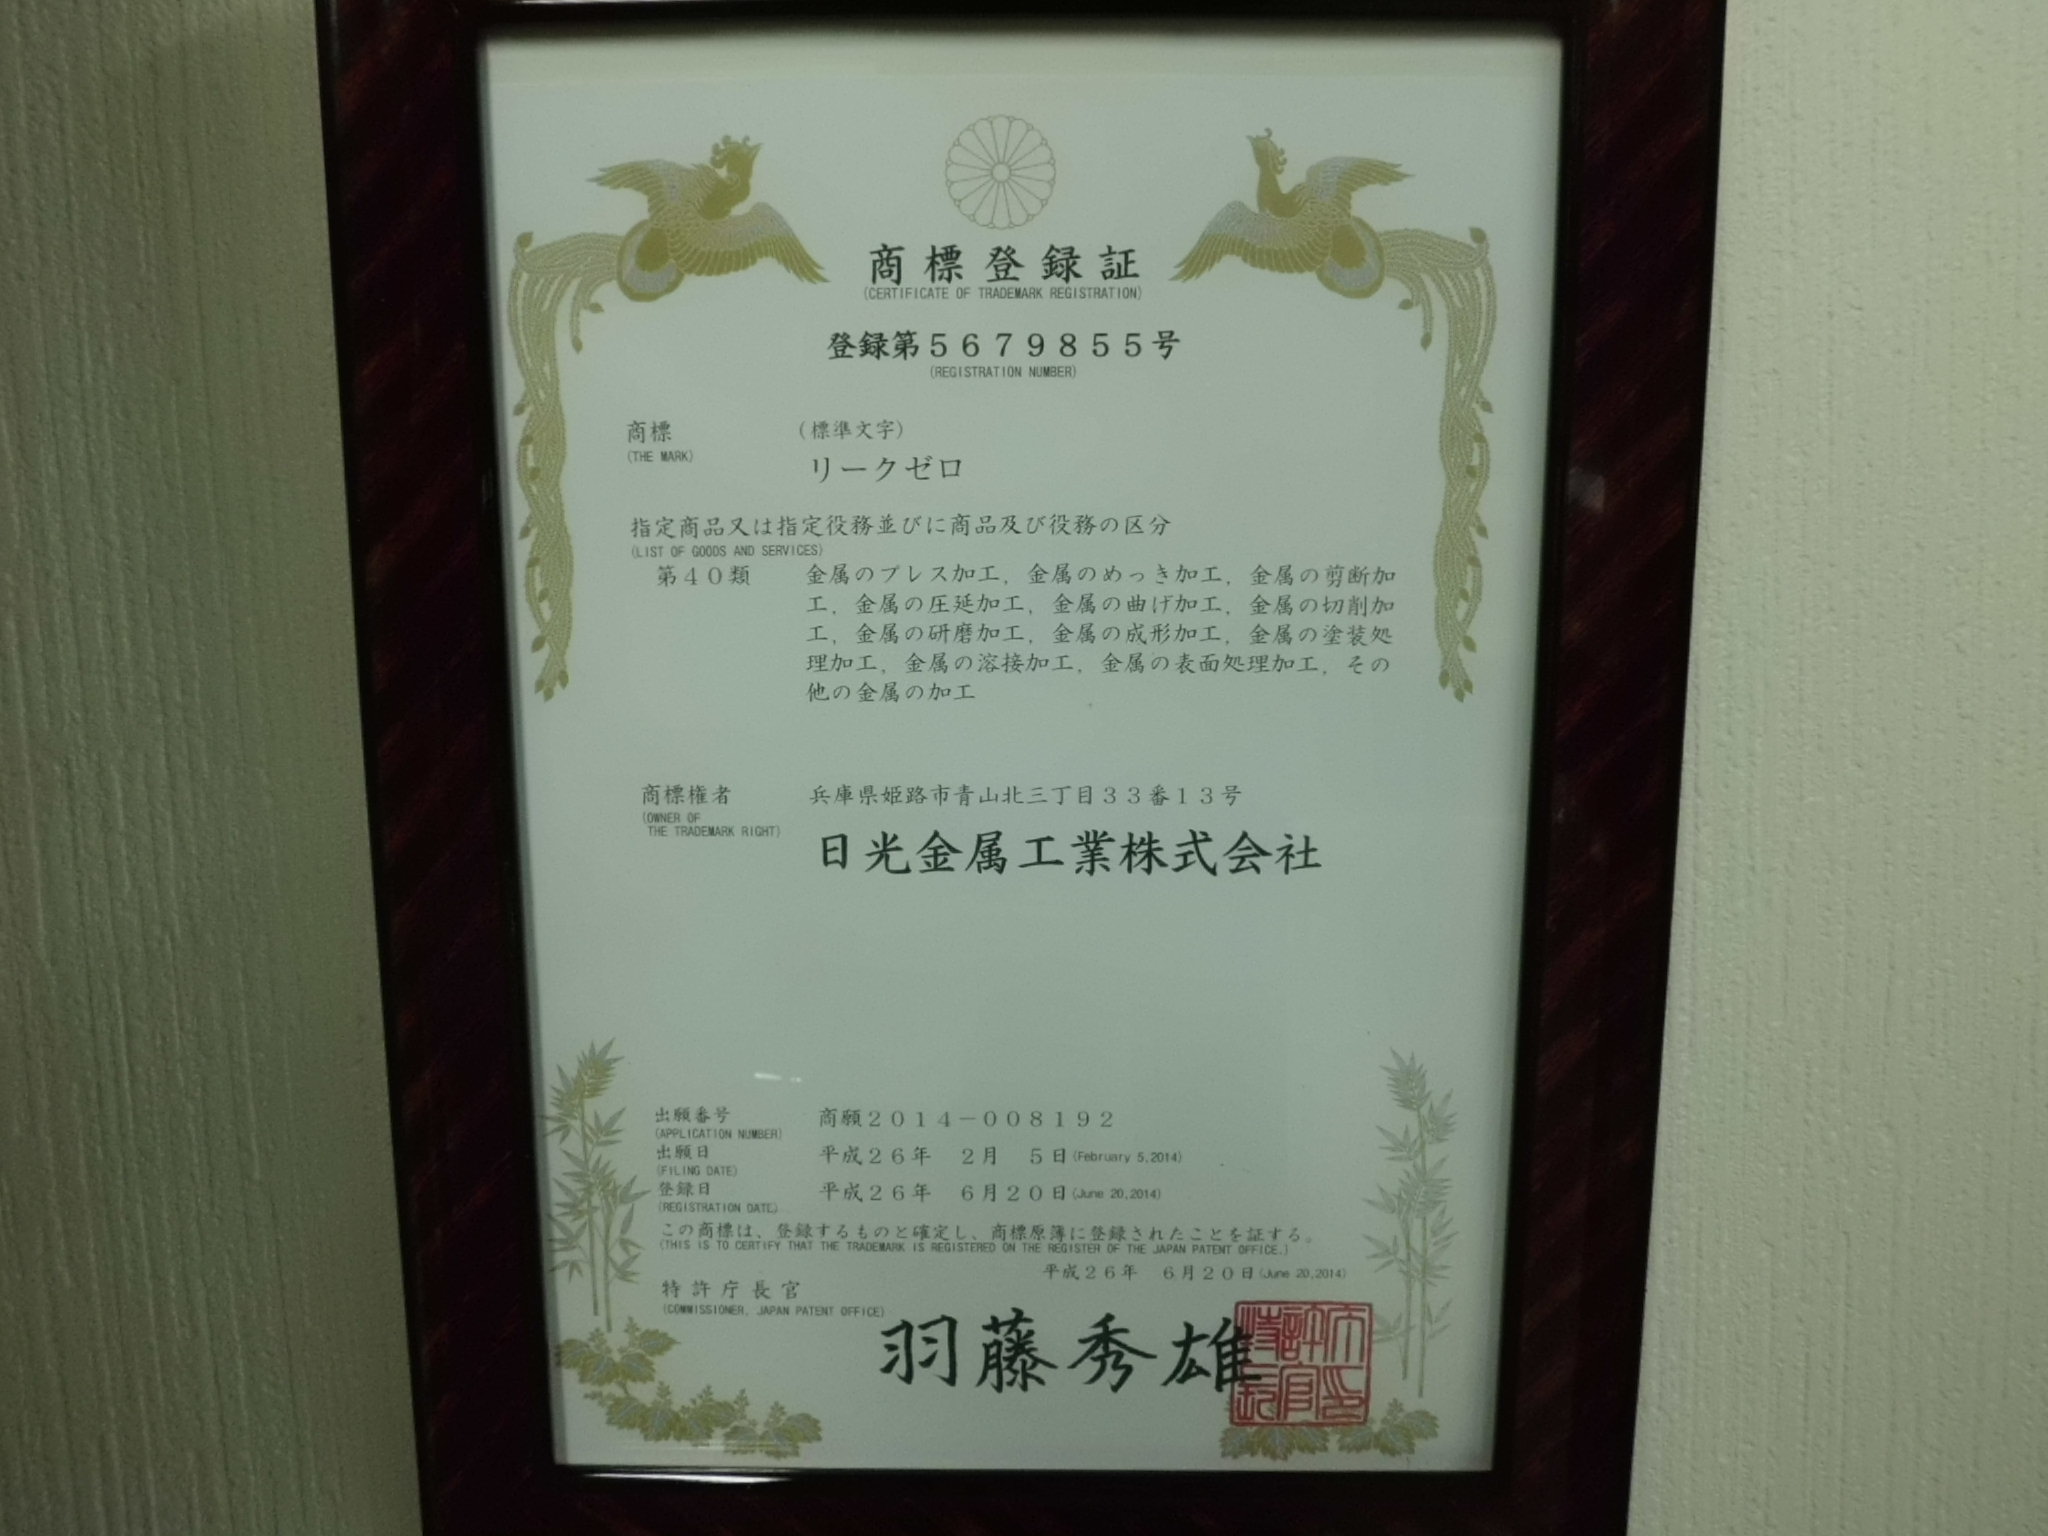 商標登録証
(CERTIFICATE OF TRADEMARK REGISTRATION)
登録第5679855号
(REGISTRATION NUMBER)
商標 (標準文字)
(THE MARK)
リークゼロ
指定商品又は指定役務並びに商品及び役務の区分
(LIST OF GOODS AND SERVICES)
第40類 金属のプレス加工，金属のめっき加工，金属の剪断加
工，金属の圧延加工，金属の曲げ加工，金属の切削加
工，金属の研磨加工，金属の成形加工，金属の塗装処
理加工，金属の溶接加工，金属の表面処理加工，その
他の金属の加工
商標権者 兵庫県姫路市青山北三丁目33番13号
(OWNER OF
THE TRADEMARK RIGHT)
日光金属工業株式会社
出願番号 商願2014－008192
(APPLICATION NUMBER)
出願日 平成26年 2月 5日(February 5,2014)
(FILING DATE)
登録日 平成26年 6月20日(June 20,2014)
(REGISTRATION DATE)
この商標は、登録するものと確定し、商標原簿に登録されたことを証する。
(THIS IS TO CERTIFY THAT THE TRADEMARK IS REGISTERED ON THE REGISTER OF THE JAPAN PATENT OFFICE.)
平成26年 6月20日(June 20,2014)
特許庁長官
(COMMISSIONER, JAPAN PATENT OFFICE)
羽藤秀雄
特許庁長官之印